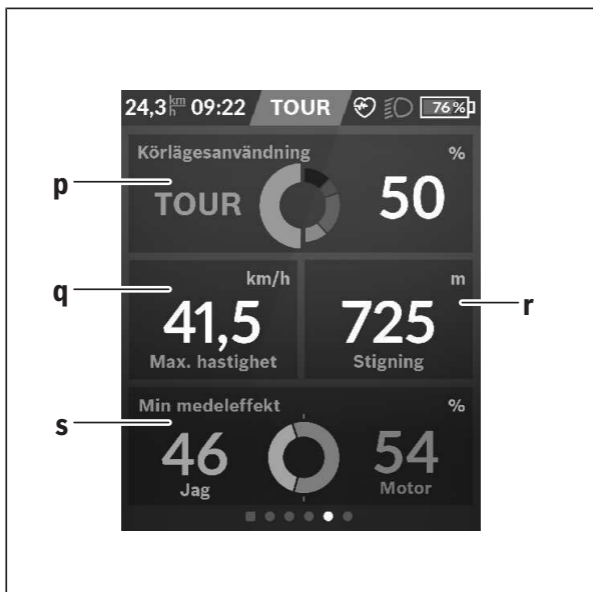 24,3 km/h 09:22 TOUR 76%
Körlägesanvändning %
p TOUR 50
q km/h m
41,5 725 r
Max. hastighet Stigning
Min medeleffekt %
s 46 54
Jag Motor